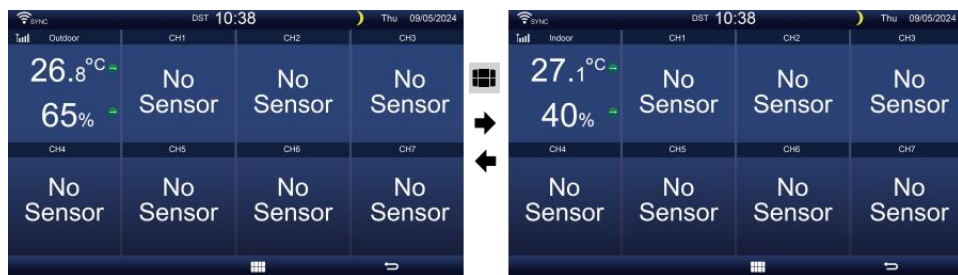 SYNC DST 10:38 Thu 09/05/2024
Outdoor CH1 CH2 CH3
26.8°C No Sensor No Sensor No Sensor
65%
CH4 CH5 CH6 CH7
No Sensor No Sensor No Sensor No Sensor
SYNC DST 10:38 Thu 09/05/2024
Indoor CH1 CH2 CH3
27.1°C No Sensor No Sensor No Sensor
40%
CH4 CH5 CH6 CH7
No Sensor No Sensor No Sensor No Sensor